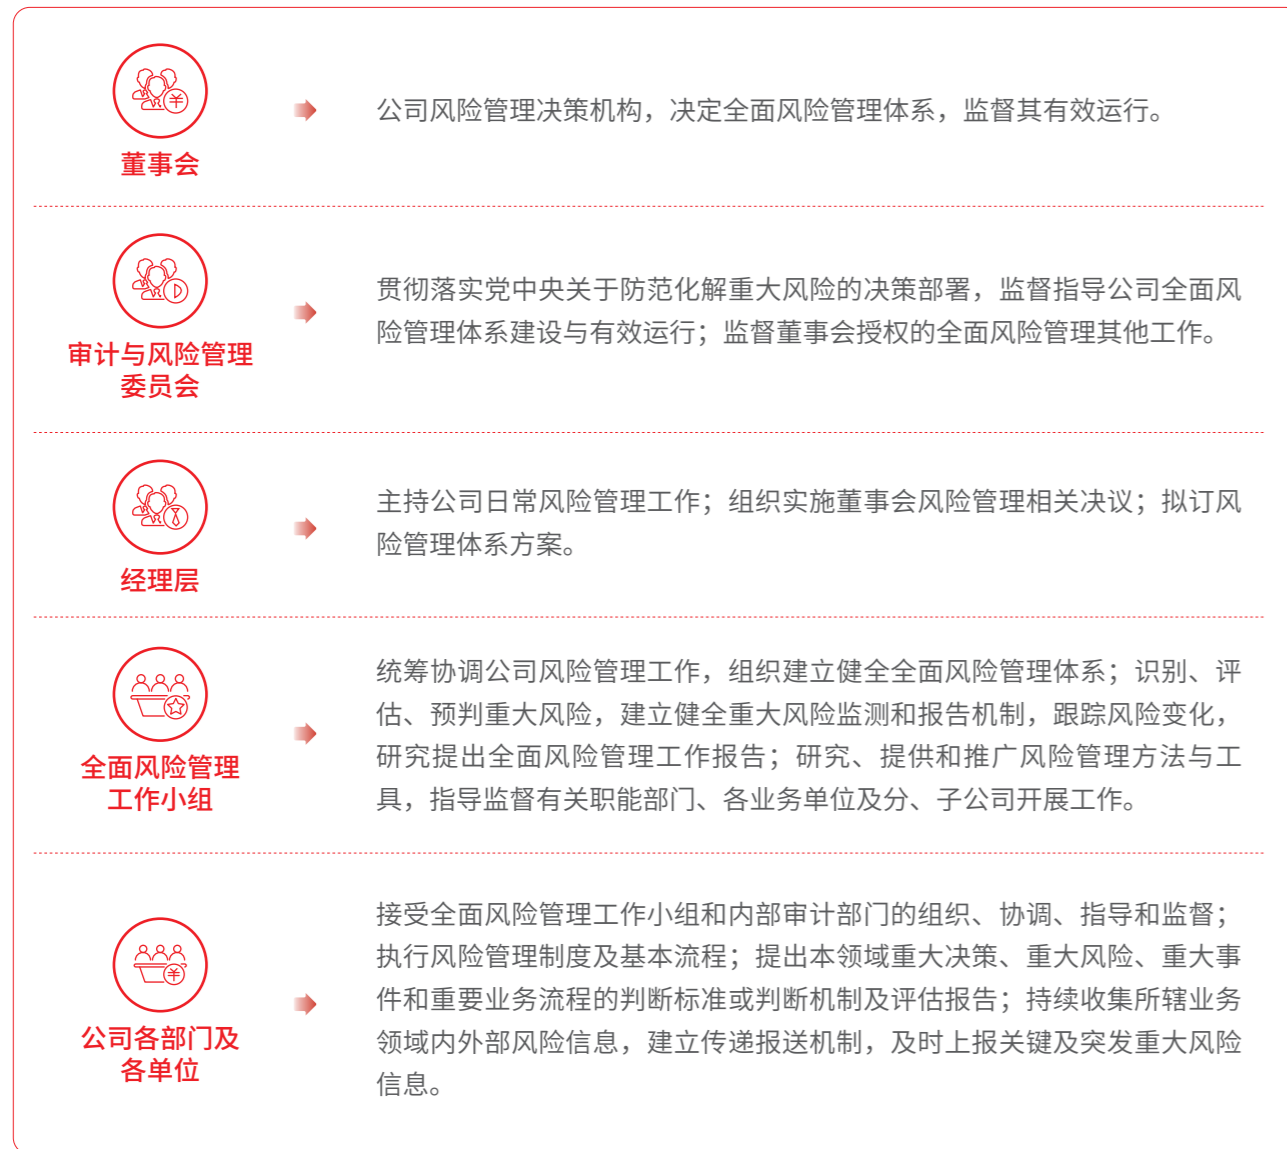 董事会
公司风险管理决策机构，决定全面风险管理体系，监督其有效运行。
审计与风险管理
委员会
贯彻落实党中央关于防范化解重大风险的决策部署，监督指导公司全面风
险管理体系建设与有效运行；监督董事会授权的全面风险管理其他工作。
经理层
主持公司日常风险管理工作；组织实施董事会风险管理相关决议；拟订风
险管理体系方案。
全面风险管理
工作小组
统筹协调公司风险管理工作，组织建立健全全面风险管理体系；识别、评
估、预判重大风险，建立健全重大风险监测和报告机制，跟踪风险变化，
研究提出全面风险管理工作报告；研究、提供和推广风险管理方法与工
具，指导监督有关职能部门、各业务单位及分、子公司开展工作。
公司各部门及
各单位
接受全面风险管理工作小组和内部审计部门的组织、协调、指导和监督；
执行风险管理制度及基本流程；提出本领域重大决策、重大风险、重大事
件和重要业务流程的判断标准或判断机制及评估报告；持续收集所辖业务
领域内外部风险信息，建立传递报送机制，及时上报关键及突发重大风险
信息。